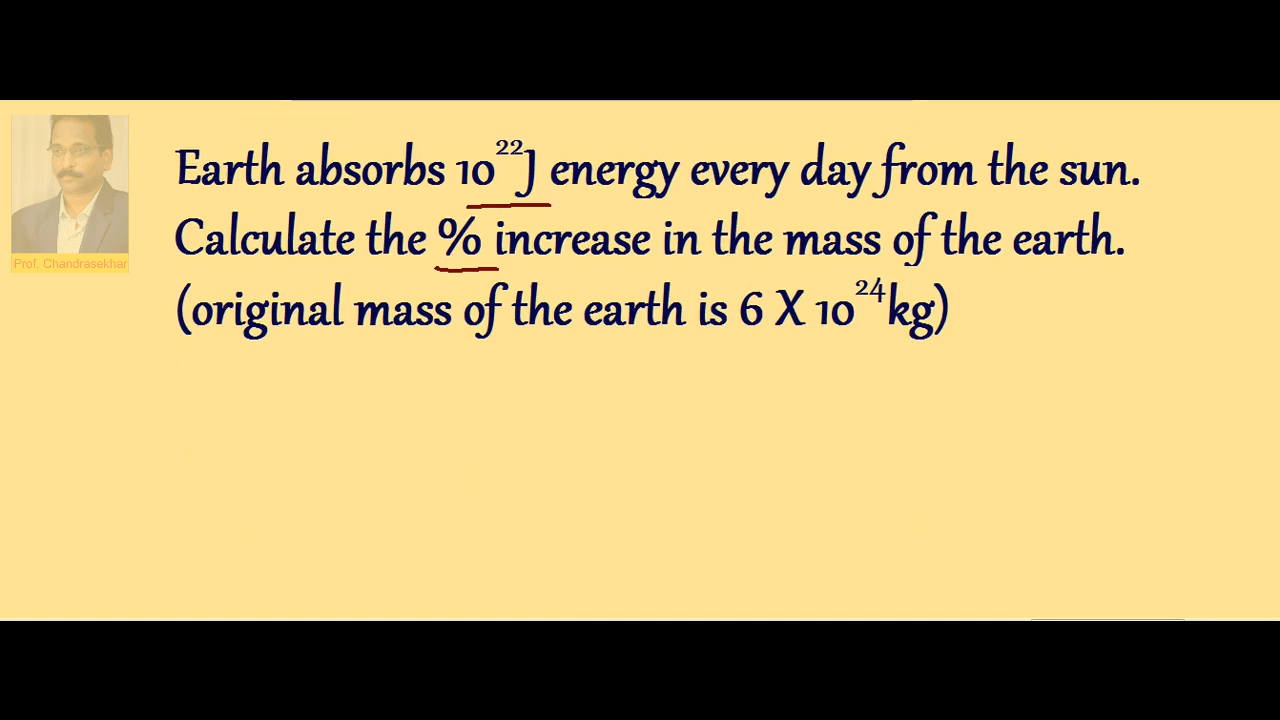 Prof. Chandrasekhar
Earth absorbs 10²²J energy every day from the sun.
Calculate the % increase in the mass of the earth.
(original mass of the earth is 6 X 10²⁴kg)